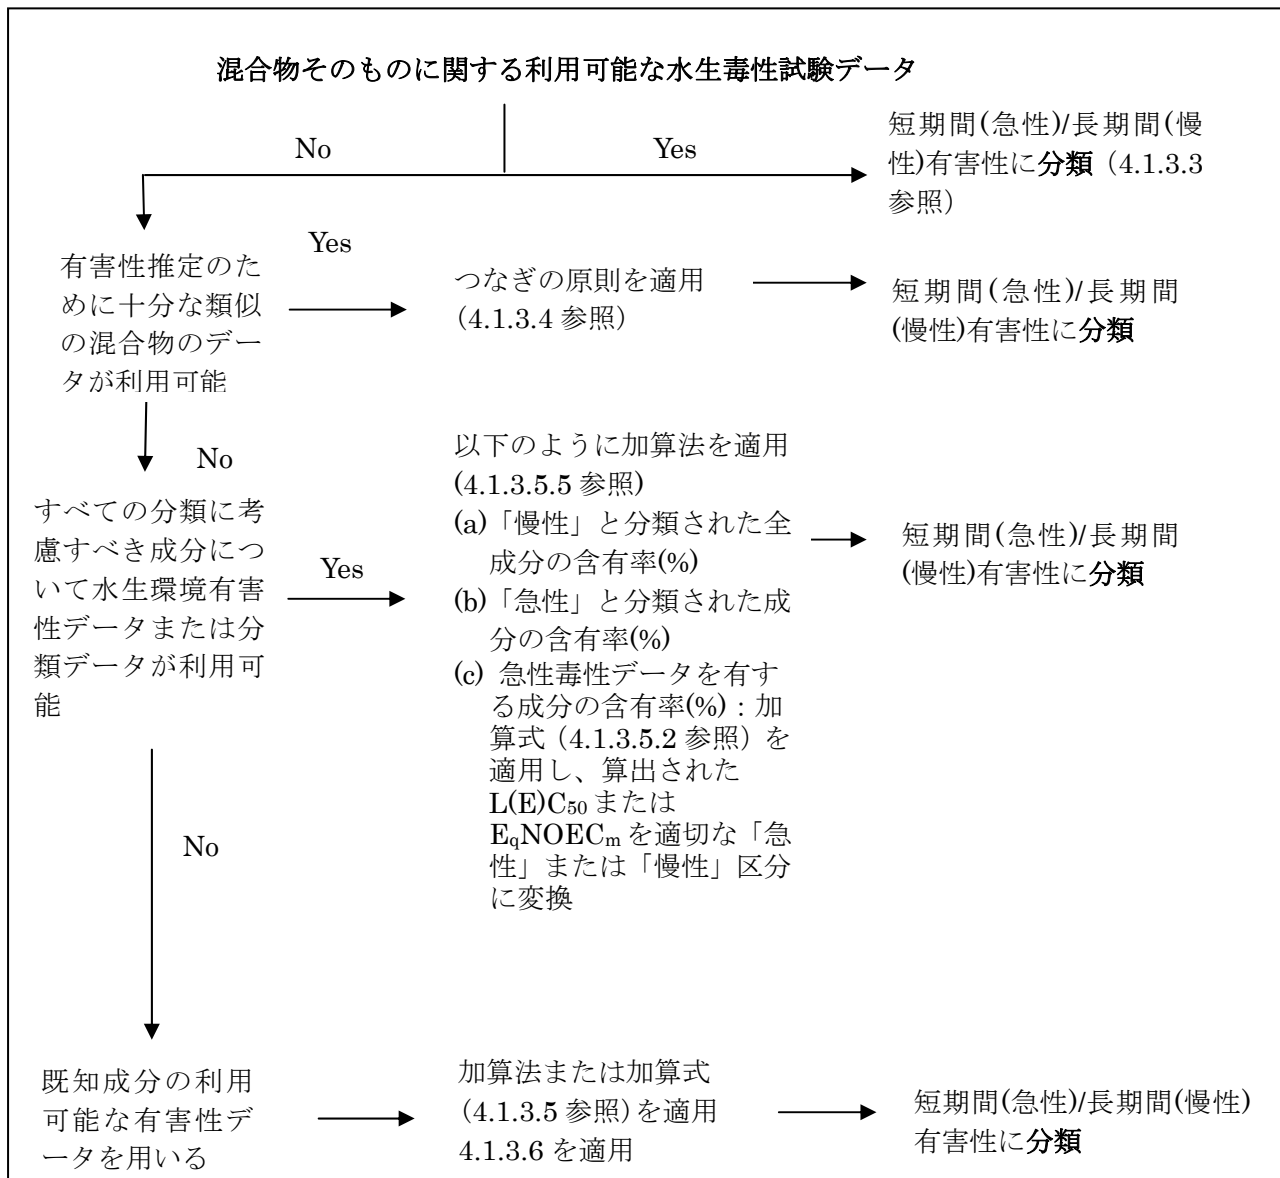 混合物そのものに関する利用可能な水生毒性試験データ
No
Yes
短期間(急性)/長期間(慢
性)有害性に分類（4.1.3.3
参照）
有害性推定のた
めに十分な類似
の混合物のデー
タが利用可能
Yes
つなぎの原則を適用
（4.1.3.4 参照）
短期間(急性)/長期間
(慢性)有害性に分類
No
すべての分類に考
慮すべき成分につ
いて水生環境有害
性データまたは分
類データが利用可
能
Yes
以下のように加算法を適用
(4.1.3.5.5 参照)
(a)「慢性」と分類された全
成分の含有率(%)
(b)「急性」と分類された成
分の含有率(%)
(c) 急性毒性データを有す
る成分の含有率(%)：加
算式（4.1.3.5.2 参照）を
適用し、算出された
L(E)C₅₀ または
EqNOECₘ を適切な「急
性」または「慢性」区分
に変換
短期間(急性)/長期間
(慢性)有害性に分類
No
既知成分の利用
可能な有害性デ
ータを用いる
加算法または加算式
（4.1.3.5 参照）を適用
4.1.3.6 を適用
短期間(急性)/長期間(慢性)
有害性に分類